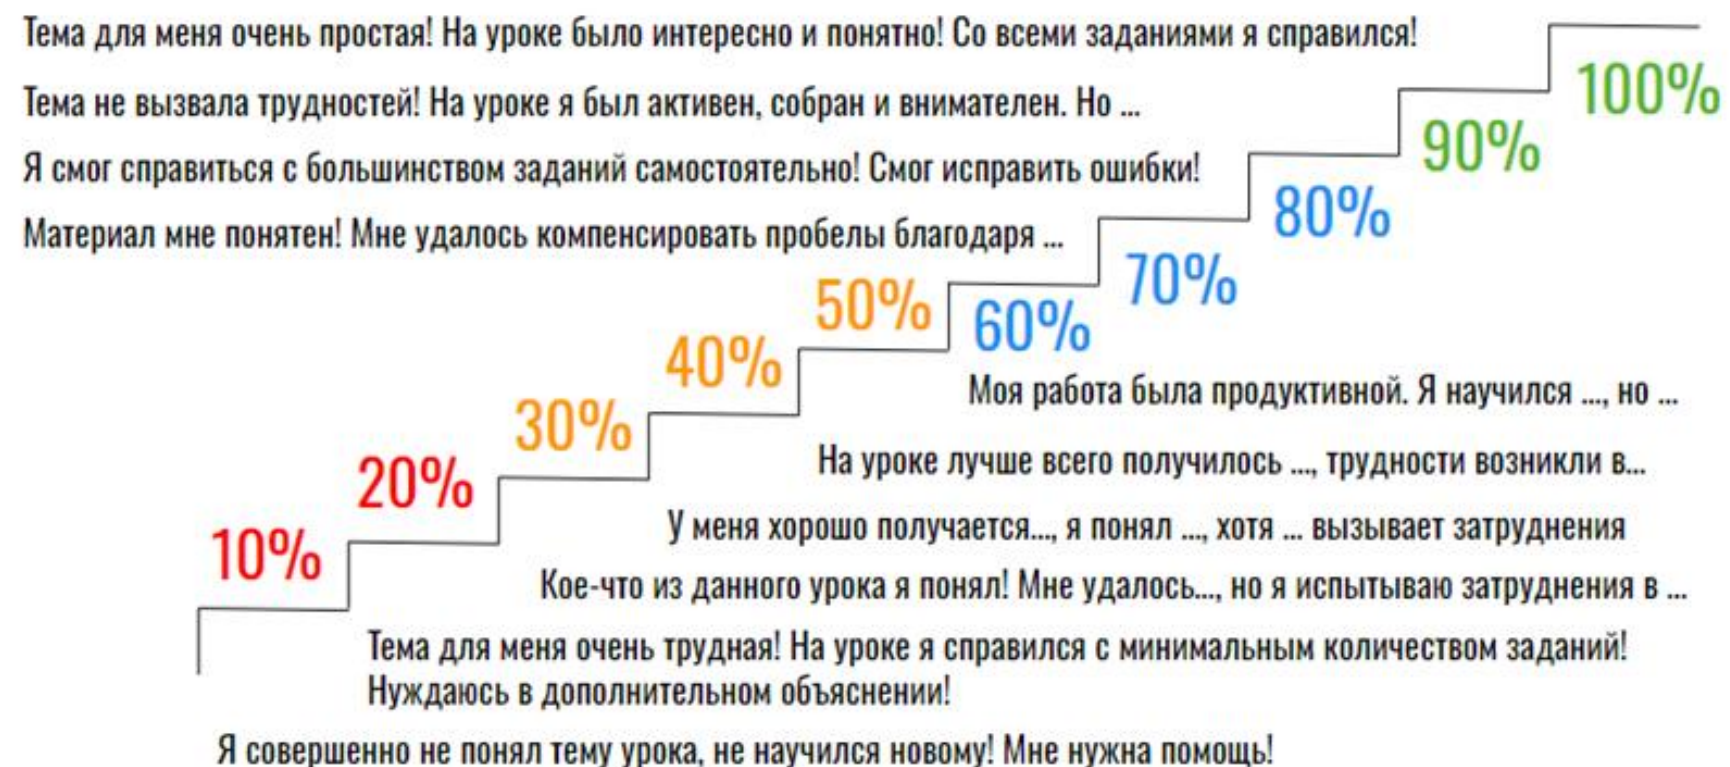 Тема для меня очень простая! На уроке было интересно и понятно! Со всеми заданиями я справился!
100%
Тема не вызвала трудностей! На уроке я был активен, собран и внимателен. Но ...
90%
Я смог справиться с большинством заданий самостоятельно! Смог исправить ошибки!
80%
Материал мне понятен! Мне удалось компенсировать пробелы благодаря ...
70%
50%
60%
40%
Моя работа была продуктивной. Я научился ..., но ...
30%
На уроке лучше всего получилось ..., трудности возникли в...
20%
У меня хорошо получается..., я понял ..., хотя ... вызывает затруднения
10%
Кое-что из данного урока я понял! Мне удалось..., но я испытываю затруднения в ...
Тема для меня очень трудная! На уроке я справился с минимальным количеством заданий!
Нуждаюсь в дополнительном объяснении!
Я совершенно не понял тему урока, не научился новому! Мне нужна помощь!